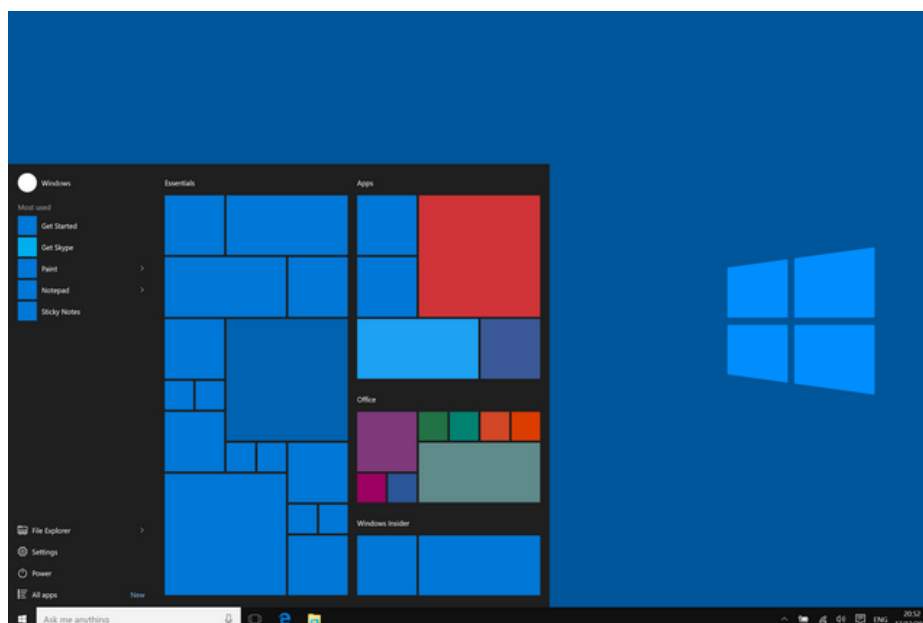 Windows
Most used
Get Started
Get Skype
Paint
Notepad
Sticky Notes
File Explorer
Settings
Power
All apps New
Essentials
Apps
Office
Windows Insider
Ask me anything
ENG
20:52